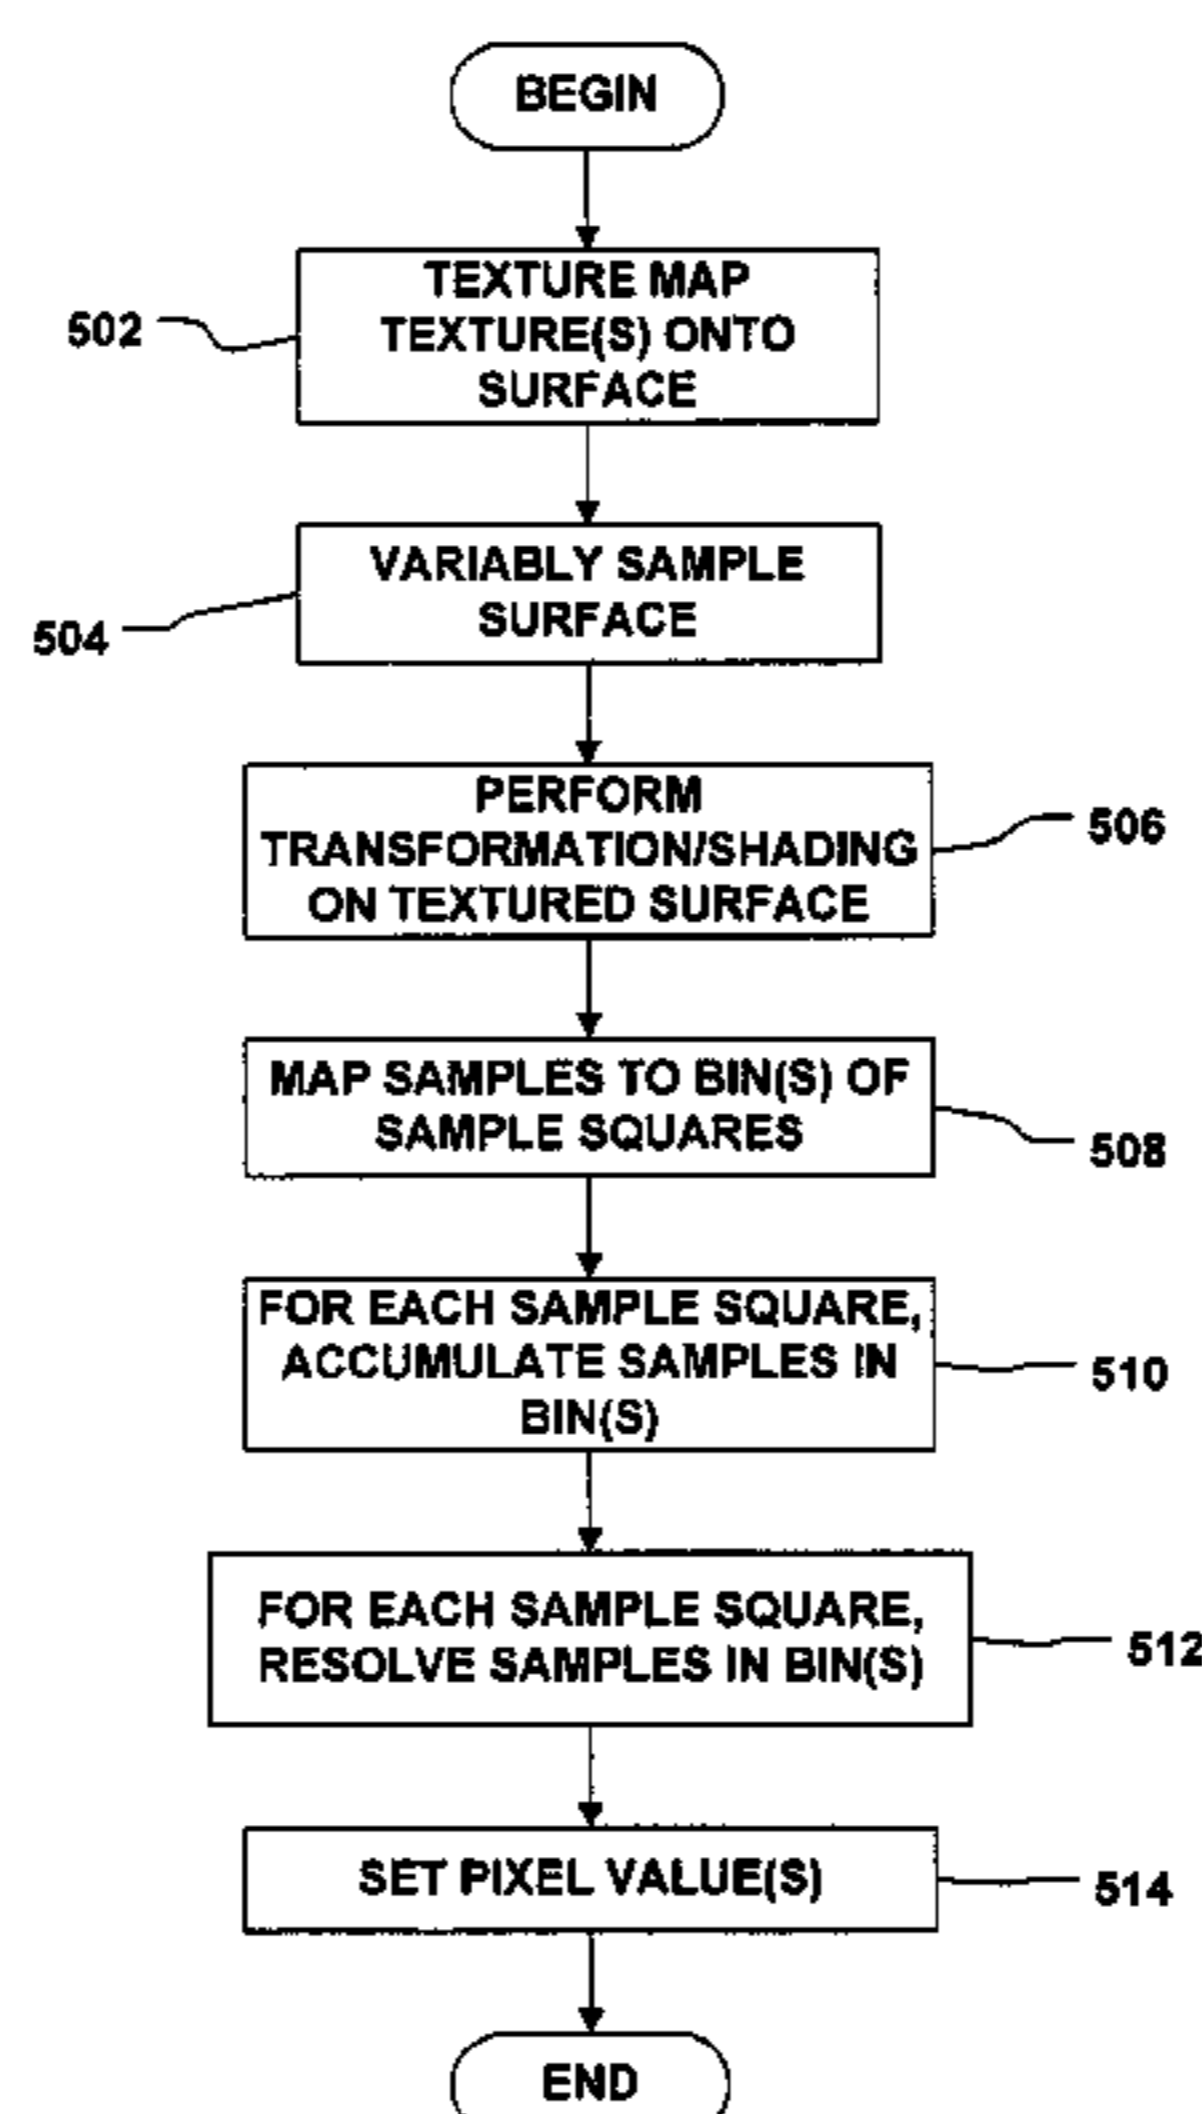 BEGIN
TEXTURE MAP
TEXTURE(S) ONTO
SURFACE
502
VARIABLY SAMPLE
SURFACE
504
PERFORM
TRANSFORMATION/SHADING
ON TEXTURED SURFACE
506
MAP SAMPLES TO BIN(S) OF
SAMPLE SQUARES
508
FOR EACH SAMPLE SQUARE,
ACCUMULATE SAMPLES IN
BIN(S)
510
FOR EACH SAMPLE SQUARE,
RESOLVE SAMPLES IN BIN(S)
512
SET PIXEL VALUE(S)
514
END